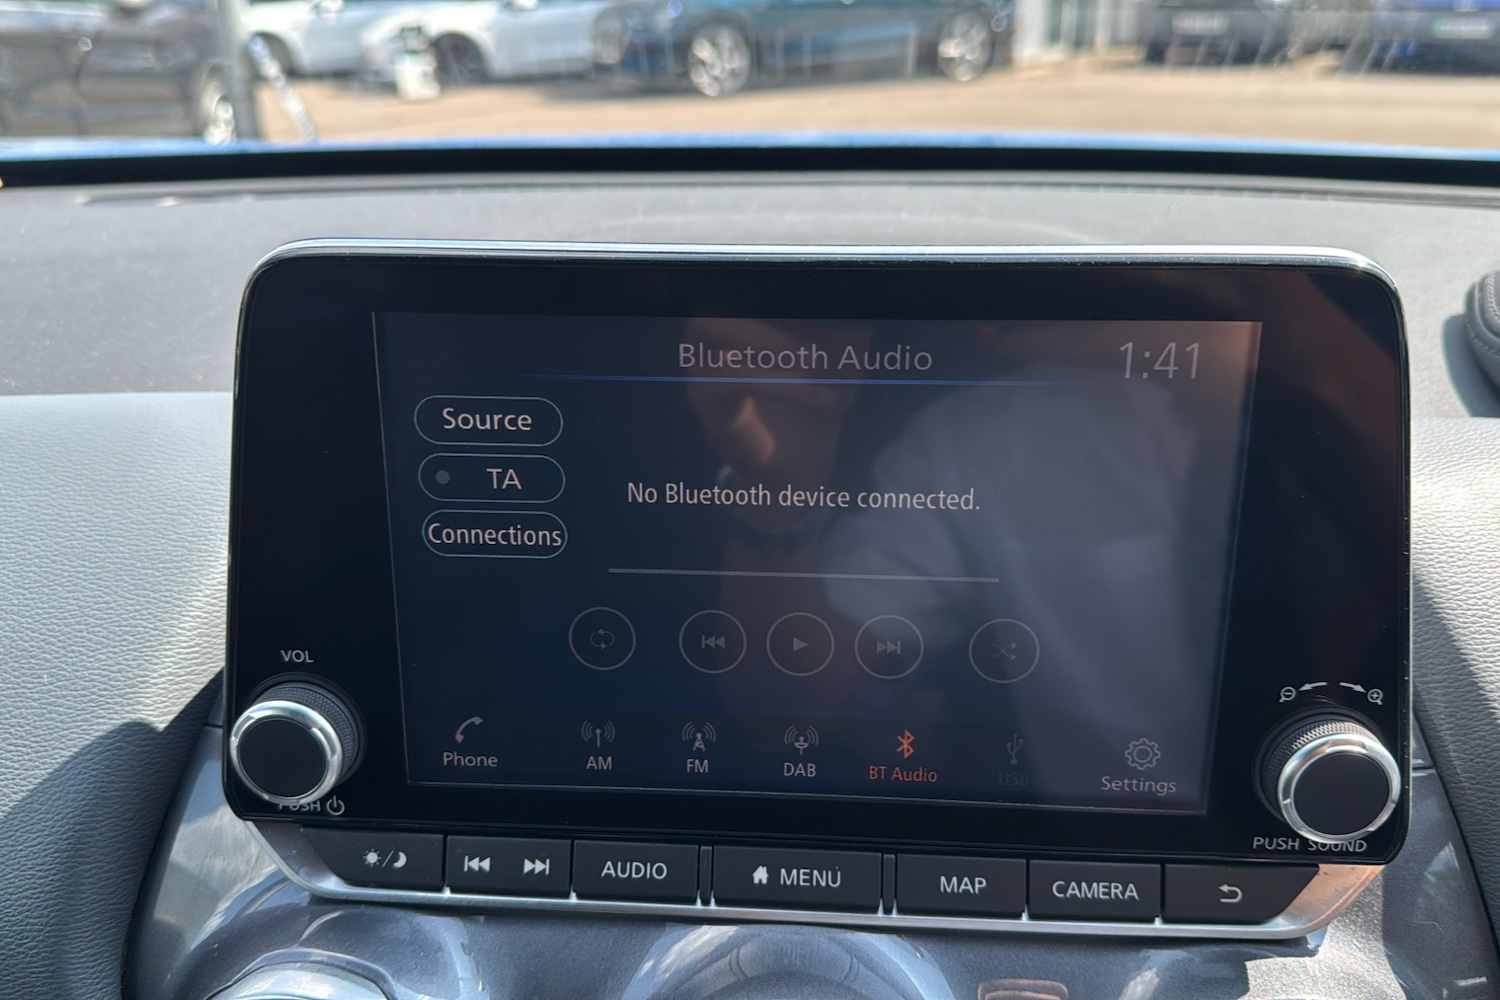 Bluetooth Audio
1:41
Source
TA
Connections
No Bluetooth device connected.
VOL
PUSH
Phone
AM
FM
DAB
BT Audio
USB
Settings
PUSH SOUND
AUDIO
MENU
MAP
CAMERA